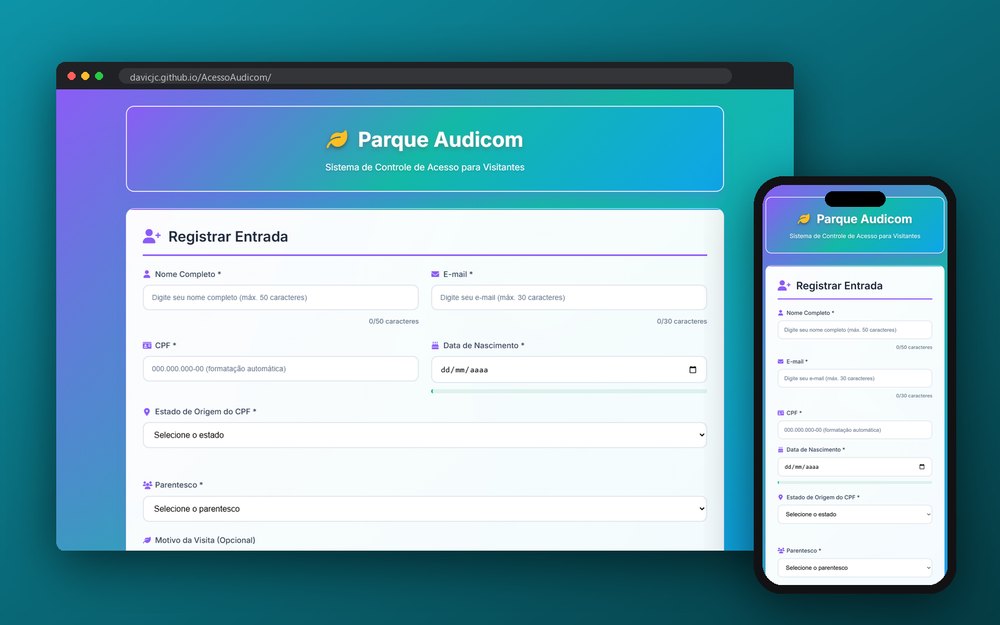 davicjc.github.io/AcessoAudicom/
Parque Audicom
Sistema de Controle de Acesso para Visitantes
Registrar Entrada
Nome Completo *
E-mail *
Digite seu nome completo (máx. 50 caracteres)
Digite seu e-mail (máx. 30 caracteres)
0/50 caracteres
0/30 caracteres
CPF *
Data de Nascimento *
000.000.000-00 (formatação automática)
dd/mm/aaaa
Estado de Origem do CPF *
Selecione o estado
Parentesco *
Selecione o parentesco
Motivo da Visita (Opcional)
Parque Audicom
Sistema de Controle de Acesso para Visitantes
Registrar Entrada
Nome Completo *
Digite seu nome completo (máx. 50 caracteres)
0/50 caracteres
E-mail *
Digite seu e-mail (máx. 30 caracteres)
0/30 caracteres
CPF *
000.000.000-00 (formatação automática)
Data de Nascimento *
dd/mm/aaaa
Estado de Origem do CPF *
Selecione o estado
Parentesco *
Selecione o parentesco